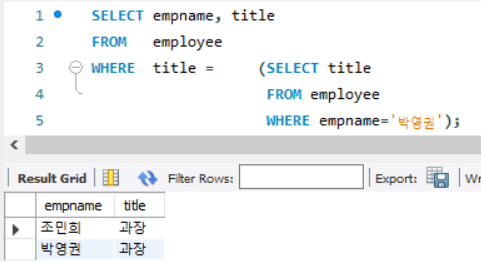 1 SELECT empname, title
2 FROM employee
3 WHERE title = (SELECT title
4 FROM employee
5 WHERE empname='박영권');
Result Grid Filter Rows: Export:
empname title
조민희 과장
박영권 과장